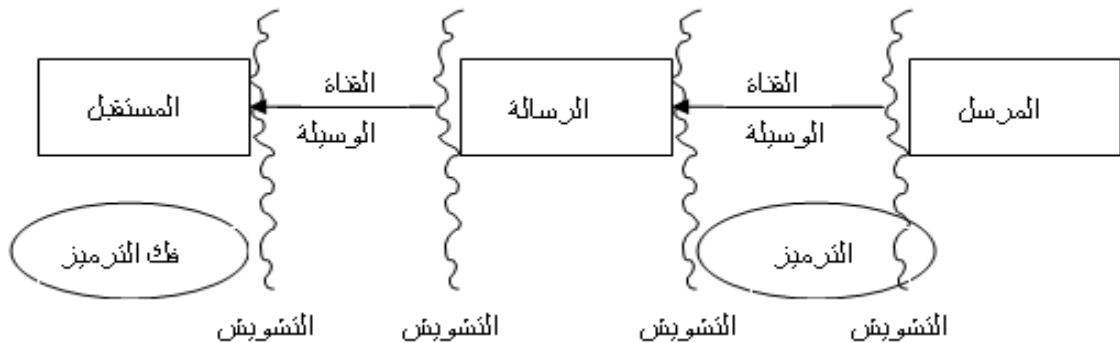 المرسل
القناة
الوسيلة
الرسالة
القناة
الوسيلة
المستقبل
الترميز
فك الترميز
التشويش
التشويش
التشويش
التشويش